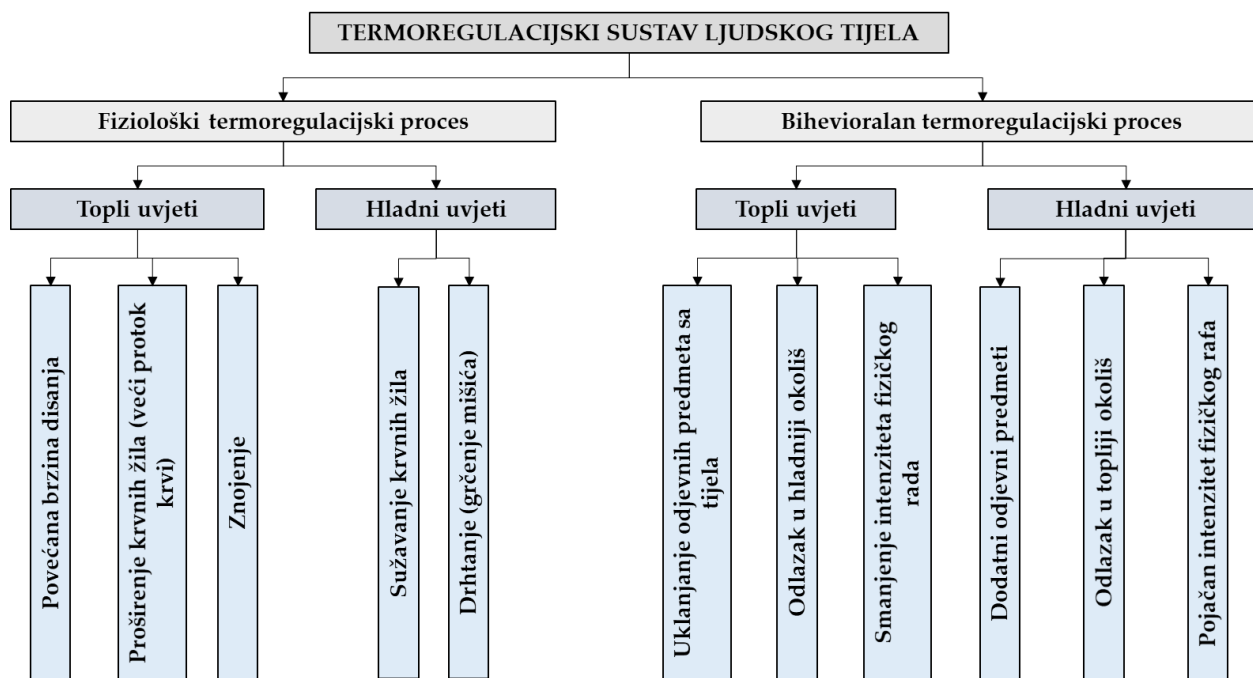 TERMOREGULACIJSKI SUSTAV LJUDSKOG TIJELA
Fiziološki termoregulacijski proces
Bihevioralan termoregulacijski proces
Topli uvjeti
Hladni uvjeti
Topli uvjeti
Hladni uvjeti
Povećana brzina disanja
Proširenje krvnih žila (veći protok
krvi)
Znojenje
Sužavanje krvnih žila
Drhtanje (grčenje mišića)
Uklanjanje odjevnih predmeta sa
tijela
Odlazak u hladniji okoliš
Smanjenje intenziteta fizičkog
rada
Dodatni odjevni predmeti
Odlazak u topliji okoliš
Pojačan intenzitet fizičkog rafa